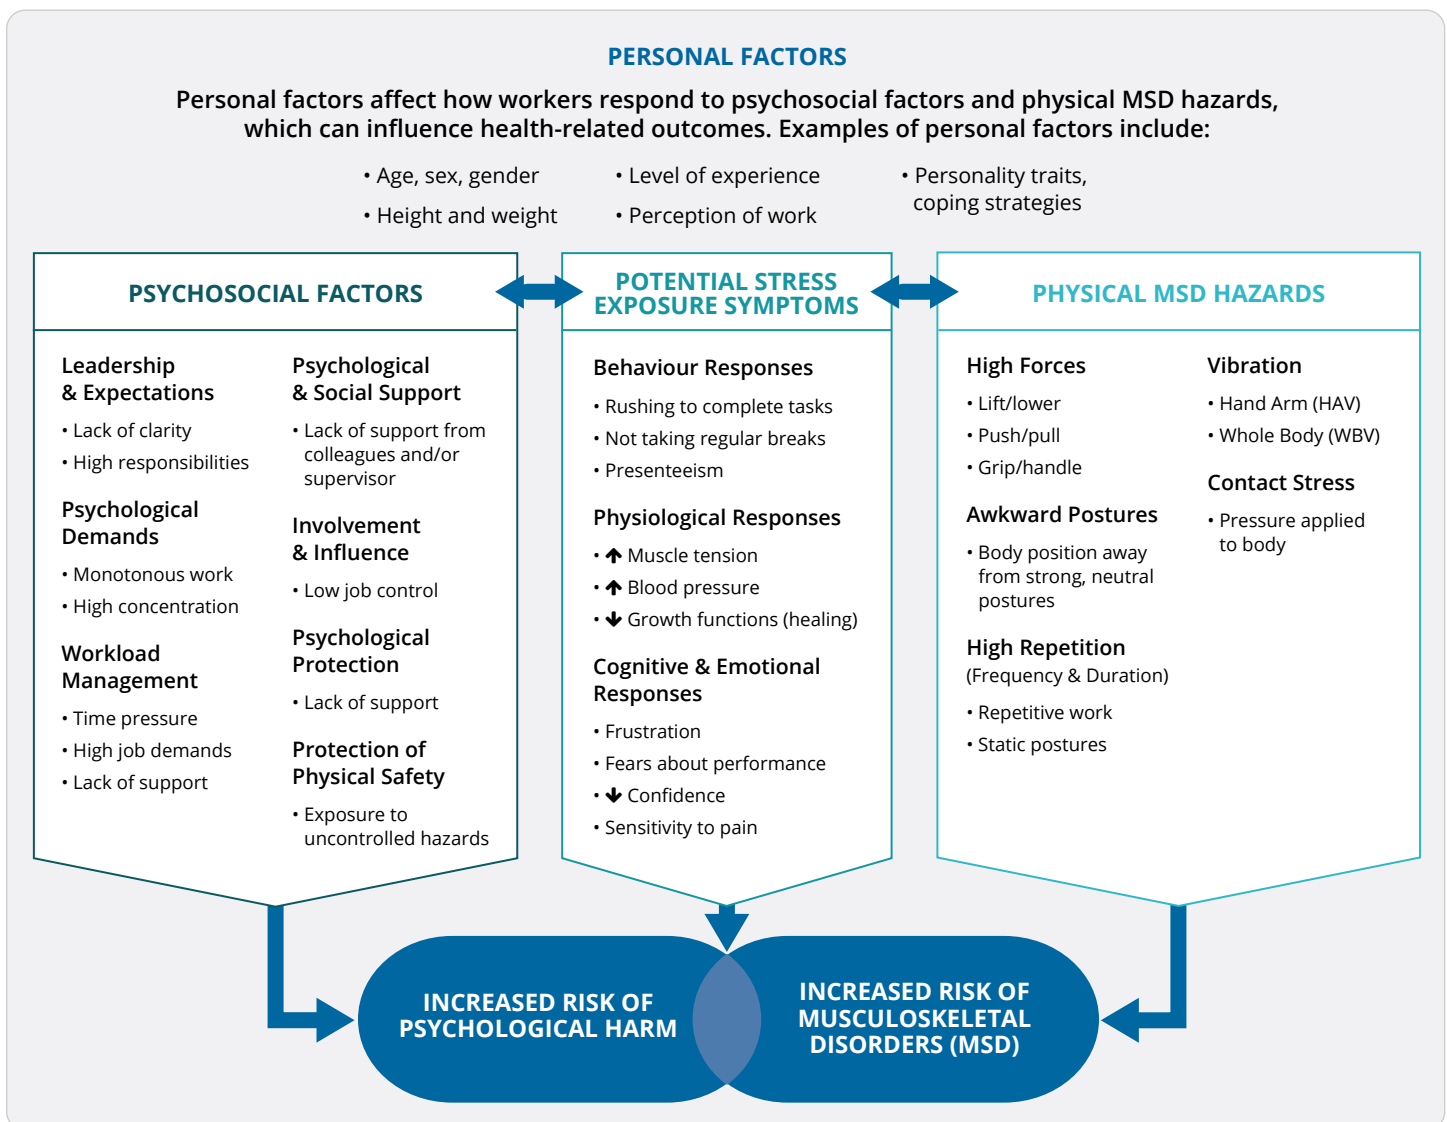 PERSONAL FACTORS
Personal factors affect how workers respond to psychosocial factors and physical MSD hazards,
which can influence health-related outcomes. Examples of personal factors include:
• Age, sex, gender
• Height and weight
• Level of experience
• Perception of work
• Personality traits,
coping strategies
PSYCHOSOCIAL FACTORS
Leadership
& Expectations
• Lack of clarity
• High responsibilities
Psychological
Demands
• Monotonous work
• High concentration
Workload
Management
• Time pressure
• High job demands
• Lack of support
Psychological
& Social Support
• Lack of support from
colleagues and/or
supervisor
Involvement
& Influence
• Low job control
Psychological
Protection
• Lack of support
Protection of
Physical Safety
• Exposure to
uncontrolled hazards
POTENTIAL STRESS
EXPOSURE SYMPTOMS
Behaviour Responses
• Rushing to complete tasks
• Not taking regular breaks
• Presenteeism
Physiological Responses
• ↑ Muscle tension
• ↑ Blood pressure
• ↓ Growth functions (healing)
Cognitive & Emotional
Responses
• Frustration
• Fears about performance
• ↓ Confidence
• Sensitivity to pain
PHYSICAL MSD HAZARDS
High Forces
• Lift/lower
• Push/pull
• Grip/handle
Awkward Postures
• Body position away
from strong, neutral
postures
High Repetition
(Frequency & Duration)
• Repetitive work
• Static postures
Vibration
• Hand Arm (HAV)
• Whole Body (WBV)
Contact Stress
• Pressure applied
to body
INCREASED RISK OF
PSYCHOLOGICAL HARM
INCREASED RISK OF
MUSCULOSKELETAL
DISORDERS (MSD)